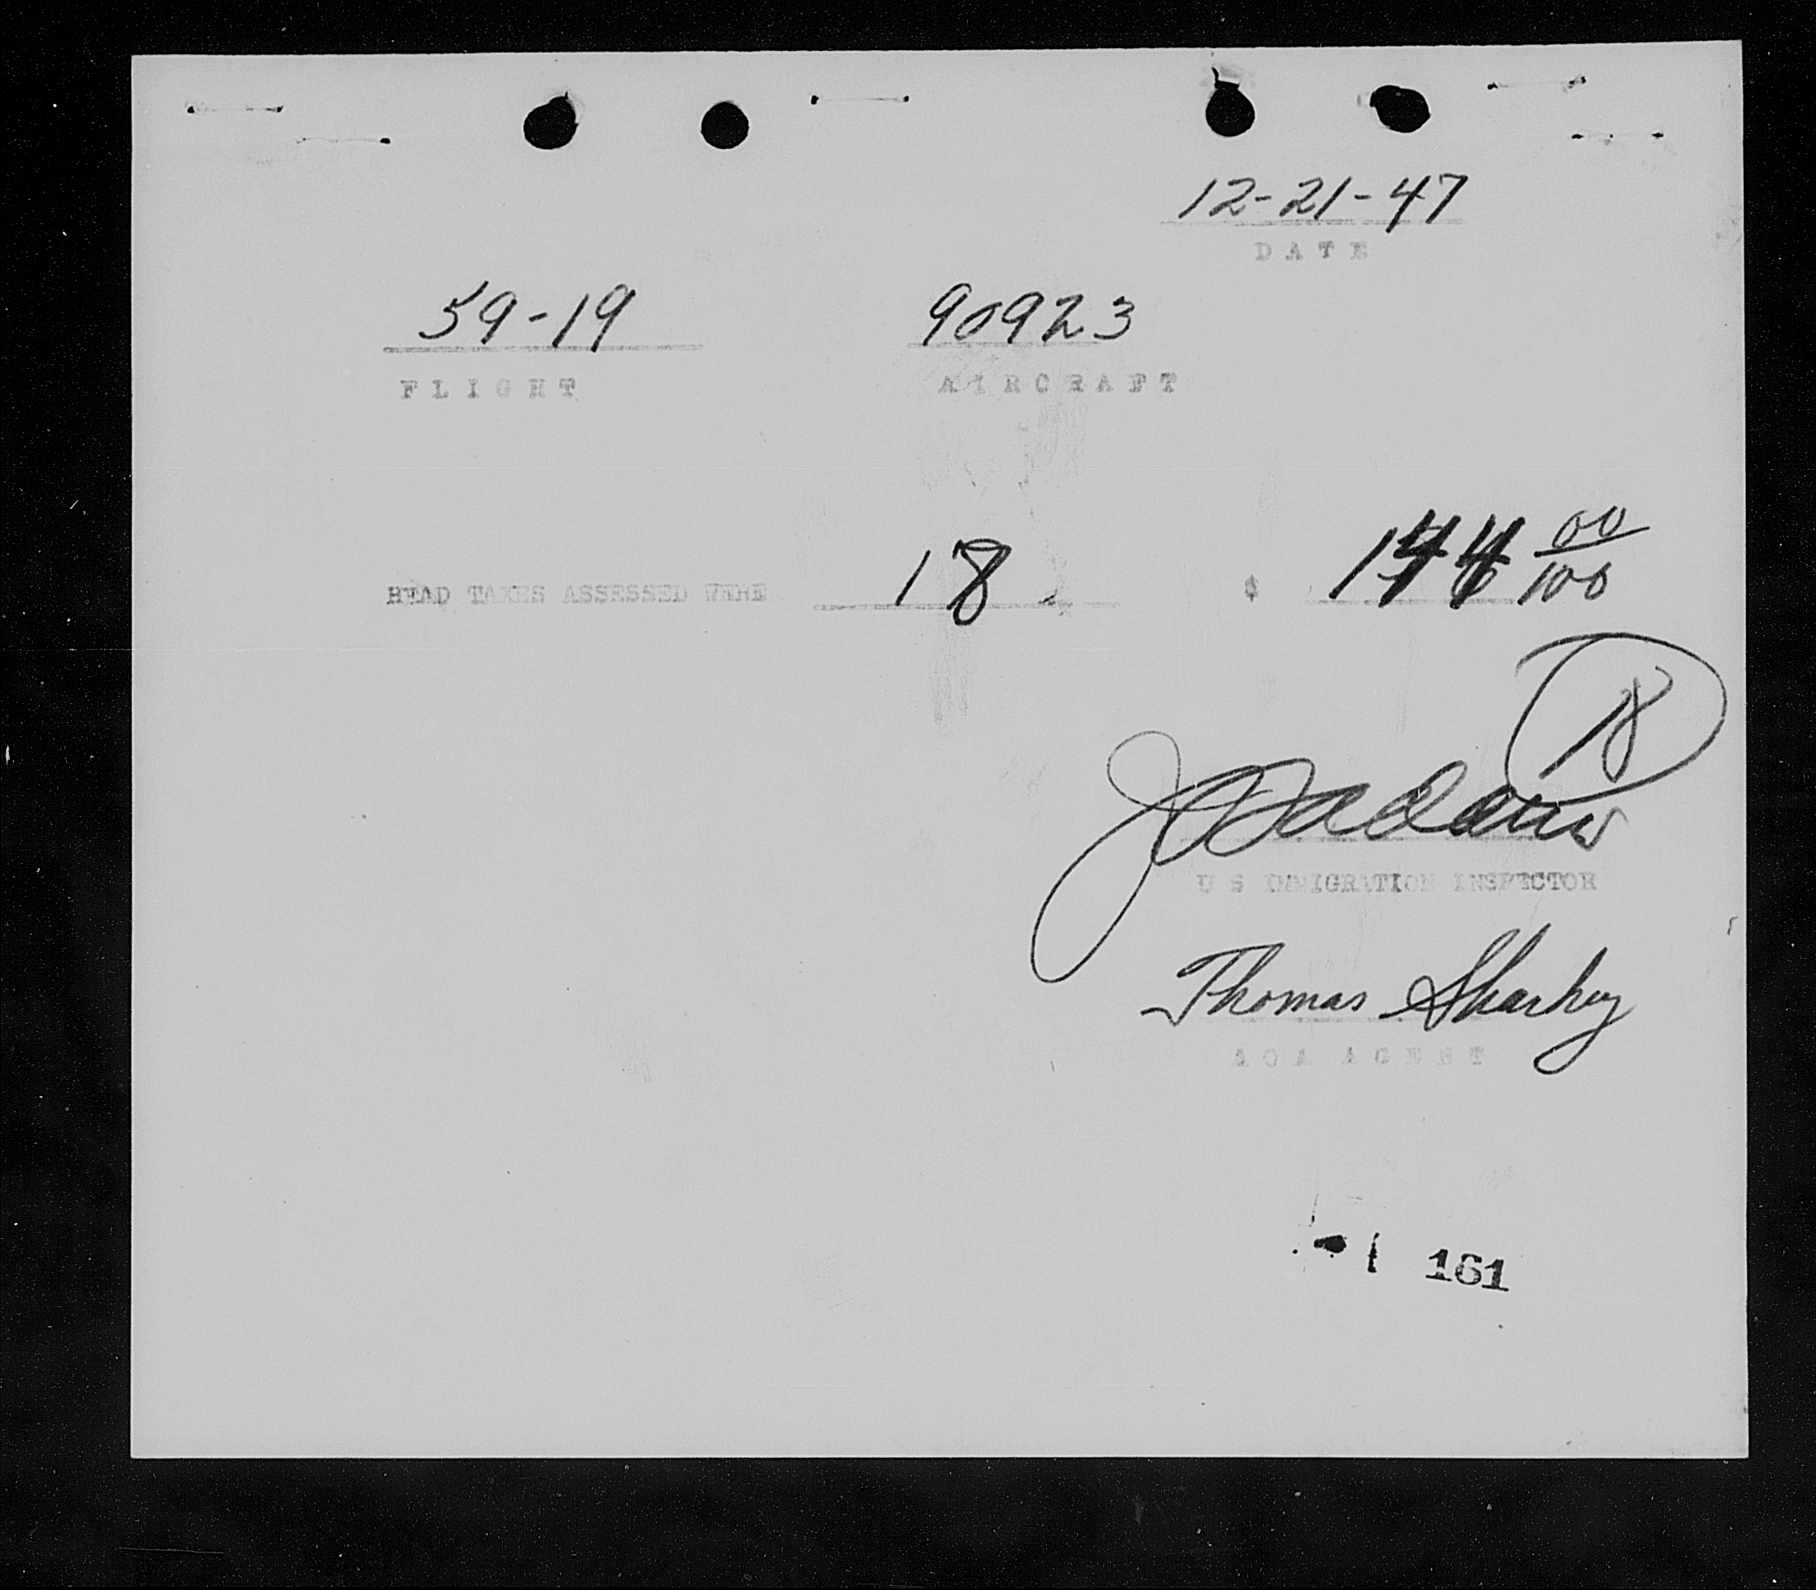 12-21-47
DATE
59-19 90923
FLIGHT AIRCRAFT
HEAD TAXES ASSESSED WERE 18 $ 144 00/100
18
U S IMMIGRATION INSPECTOR
Thomas Sharkey
AOA AGENT
161